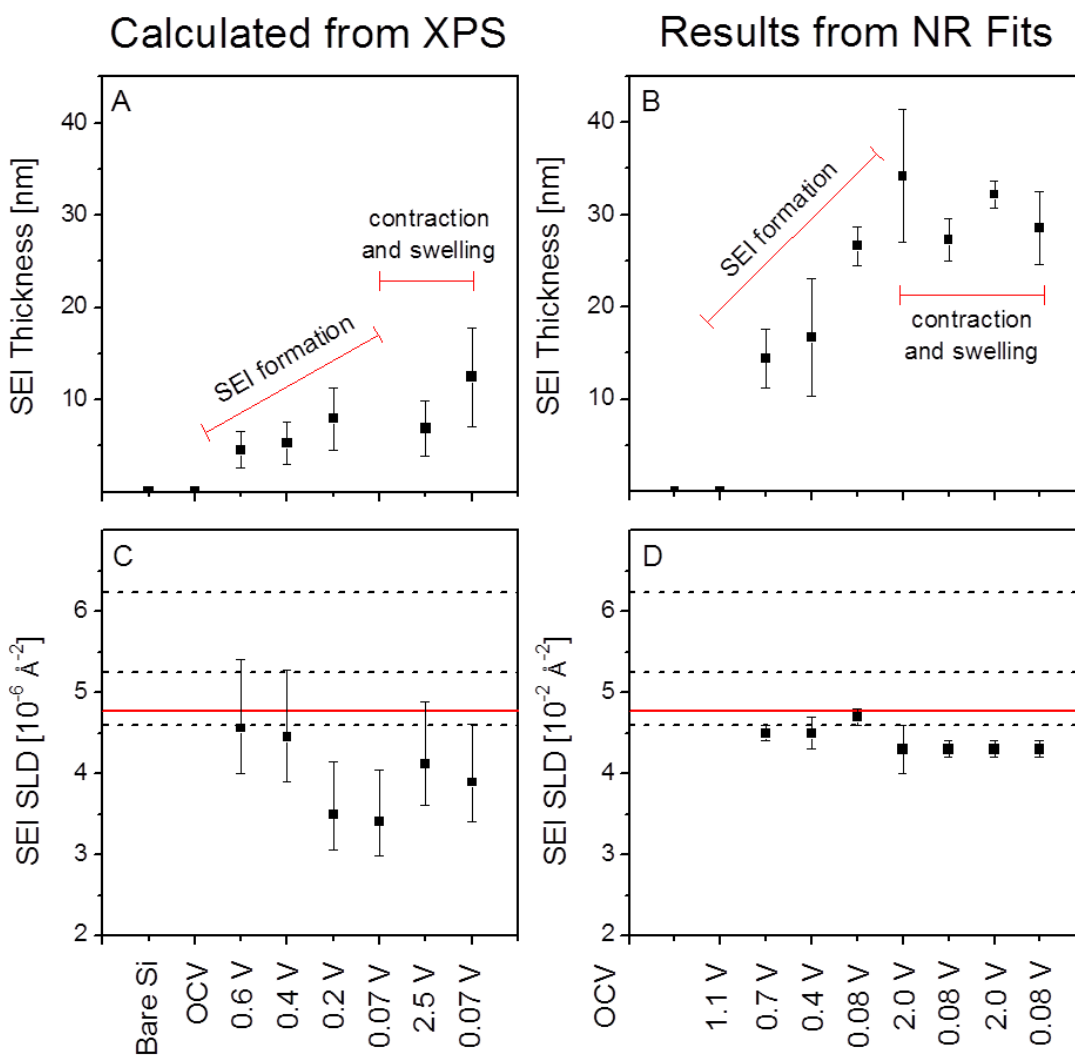 Calculated from XPS
Results from NR Fits
A
SEI Thickness [nm]
40
30
20
10
SEI formation
contraction
and swelling
B
SEI Thickness [nm]
40
30
20
10
SEI formation
contraction
and swelling
C
SEI SLD [10⁻⁶ Å⁻²]
6
5
4
3
2
Bare Si
OCV
0.6 V
0.4 V
0.2 V
0.07 V
2.5 V
0.07 V
D
SEI SLD [10⁻² Å⁻²]
6
5
4
3
2
OCV
1.1 V
0.7 V
0.4 V
0.08 V
2.0 V
0.08 V
2.0 V
0.08 V